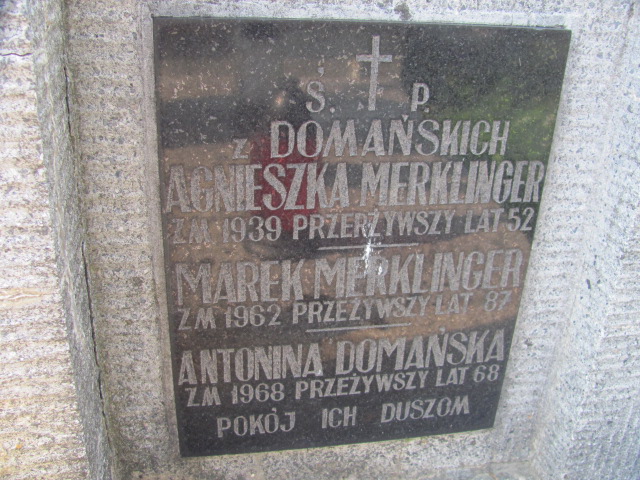 Ś. P.
z DOMAŃSKICH
AGNIESZKA MERKLINGER
ZM 1939 PRZERŻYWSZY LAT 52
MAREK MERKLINGER
ZM 1962 PRZEŻYWSZY LAT 87
ANTONINA DOMAŃSKA
ZM 1968 PRZEŻYWSZY LAT 68
POKÓJ ICH DUSZOM